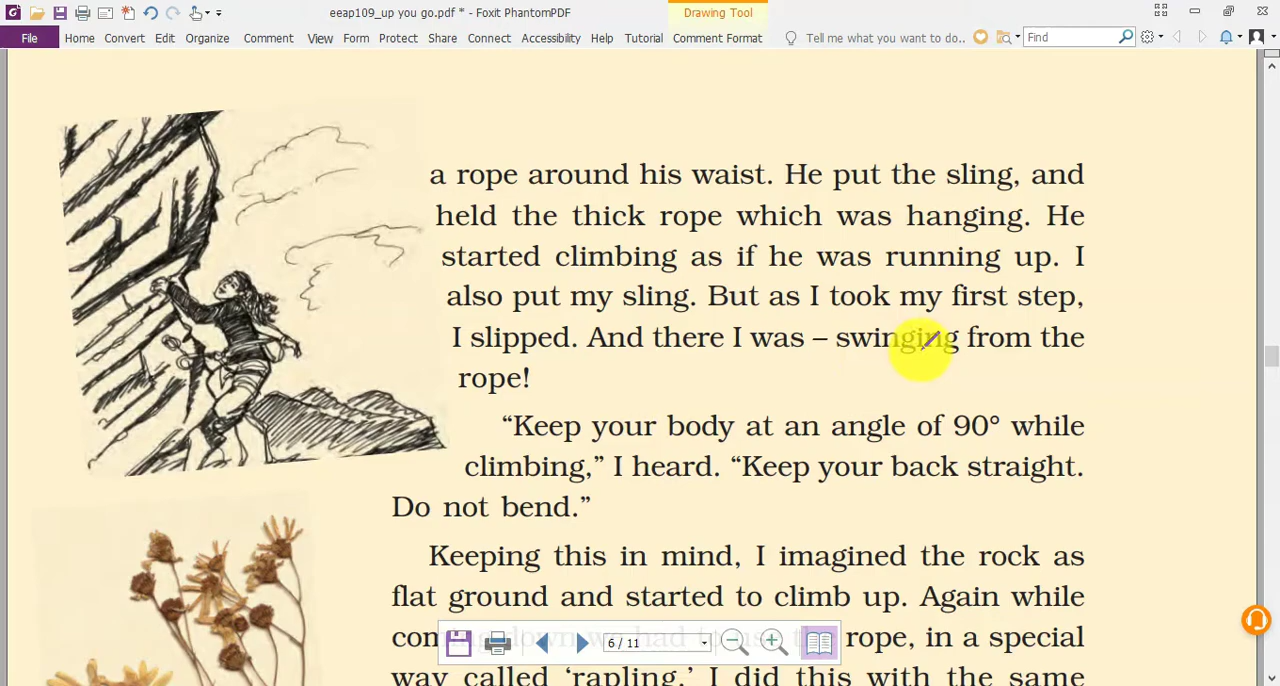 eeap109_up you go.pdf * - Foxit PhantomPDF
Drawing Tool
File Home Convert Edit Organize Comment View Form Protect Share Connect Accessibility Help Tutorial Comment Format Tell me what you want to do.. Find
a rope around his waist. He put the sling, and
held the thick rope which was hanging. He
started climbing as if he was running up. I
also put my sling. But as I took my first step,
I slipped. And there I was – swinging from the
rope!
“Keep your body at an angle of 90° while
climbing,” I heard. “Keep your back straight.
Do not bend.”
Keeping this in mind, I imagined the rock as
flat ground and started to climb up. Again while
down we had to rope, in a special
6 / 11
way called ‘rapling.’ I did this with the same